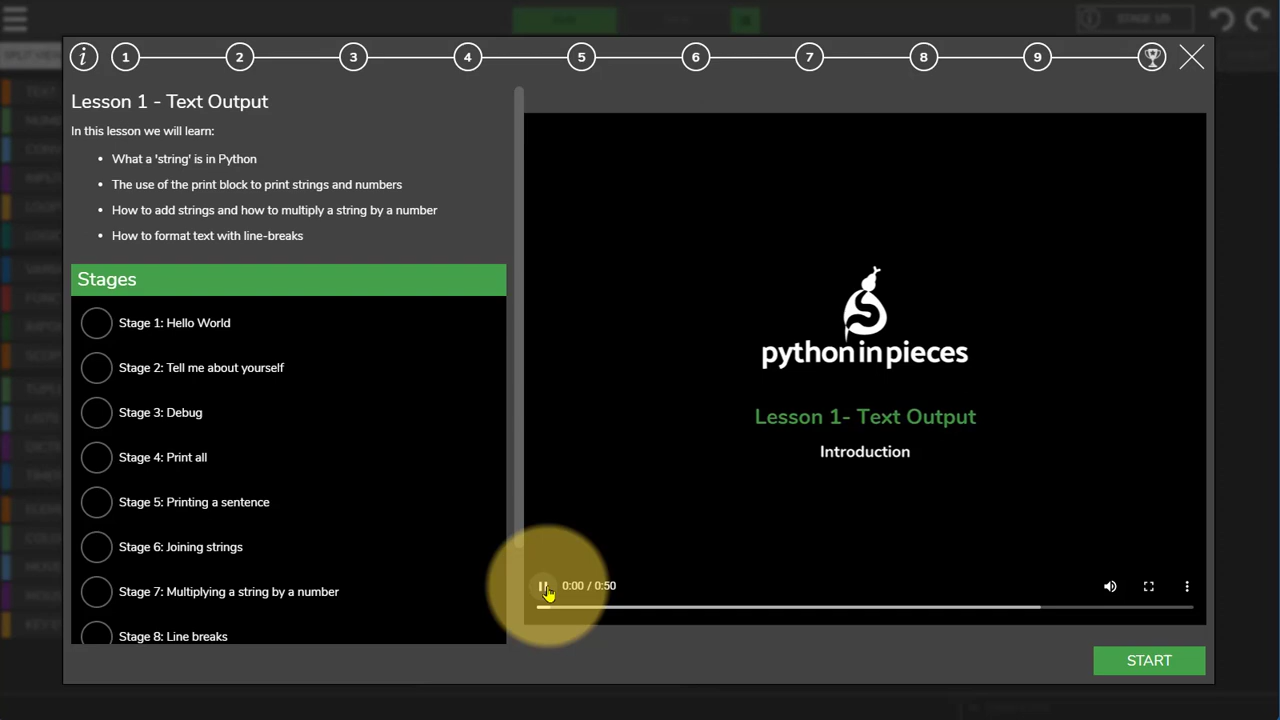 STAGE 1/9
i 1 2 3 4 5 6 7 8 9
Lesson 1 - Text Output
In this lesson we will learn:
• What a 'string' is in Python
• The use of the print block to print strings and numbers
• How to add strings and how to multiply a string by a number
• How to format text with line-breaks
Stages
Stage 1: Hello World
Stage 2: Tell me about yourself
Stage 3: Debug
Stage 4: Print all
Stage 5: Printing a sentence
Stage 6: Joining strings
Stage 7: Multiplying a string by a number
Stage 8: Line breaks
python in pieces
Lesson 1- Text Output
Introduction
0:00 / 0:50
START